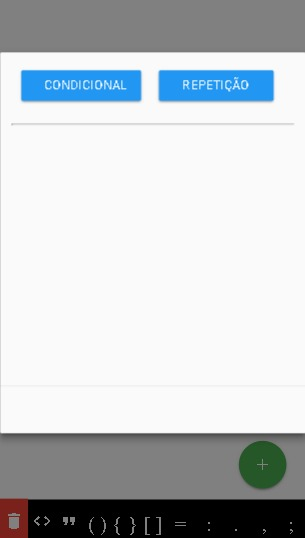 CONDICIONAL REPETIÇÃO
+
<> " ( ) { } [ ] = : . , ;